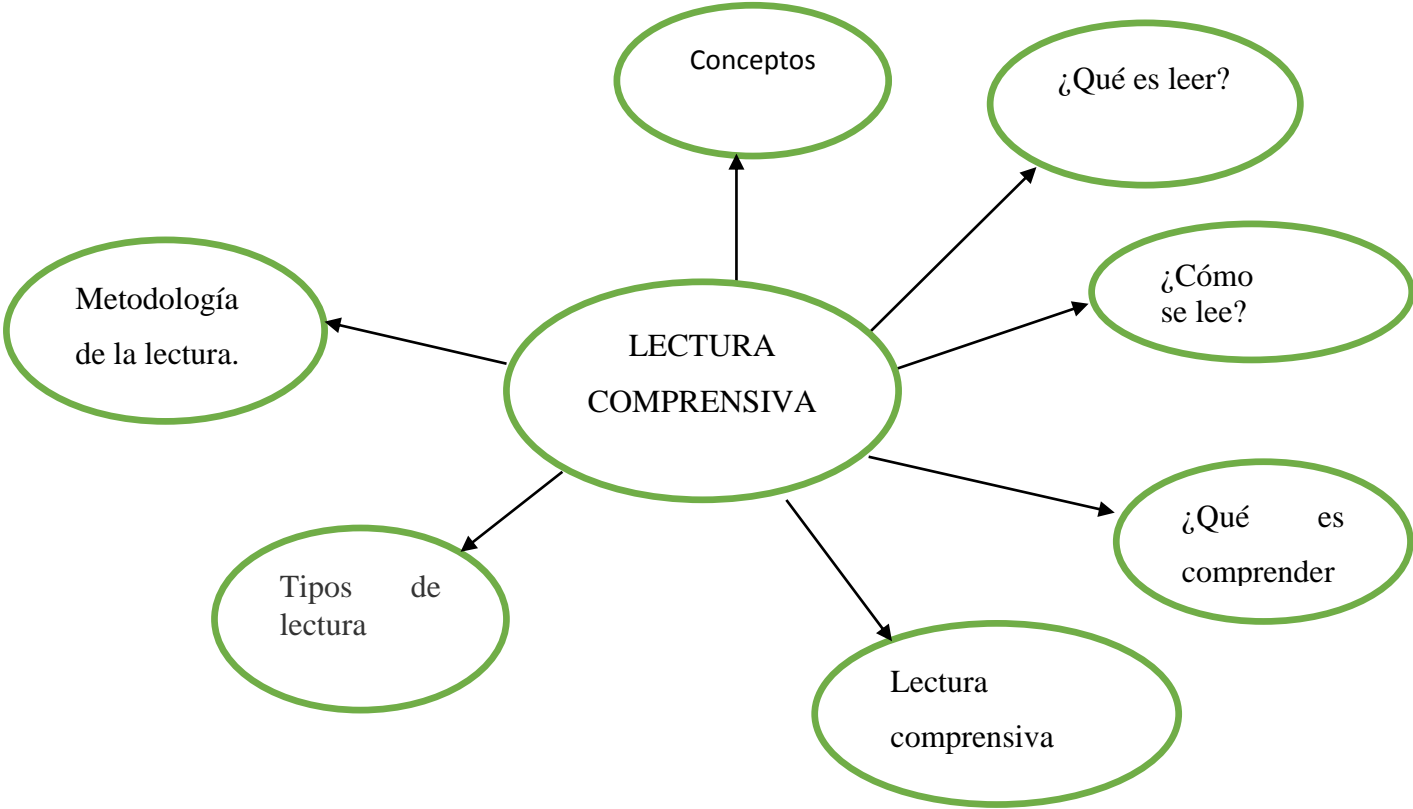 Conceptos
¿Qué es leer?
¿Cómo
se lee?
Metodología
de la lectura.
LECTURA
COMPRENSIVA
¿Qué es
comprender
Tipos de
lectura
Lectura
comprensiva